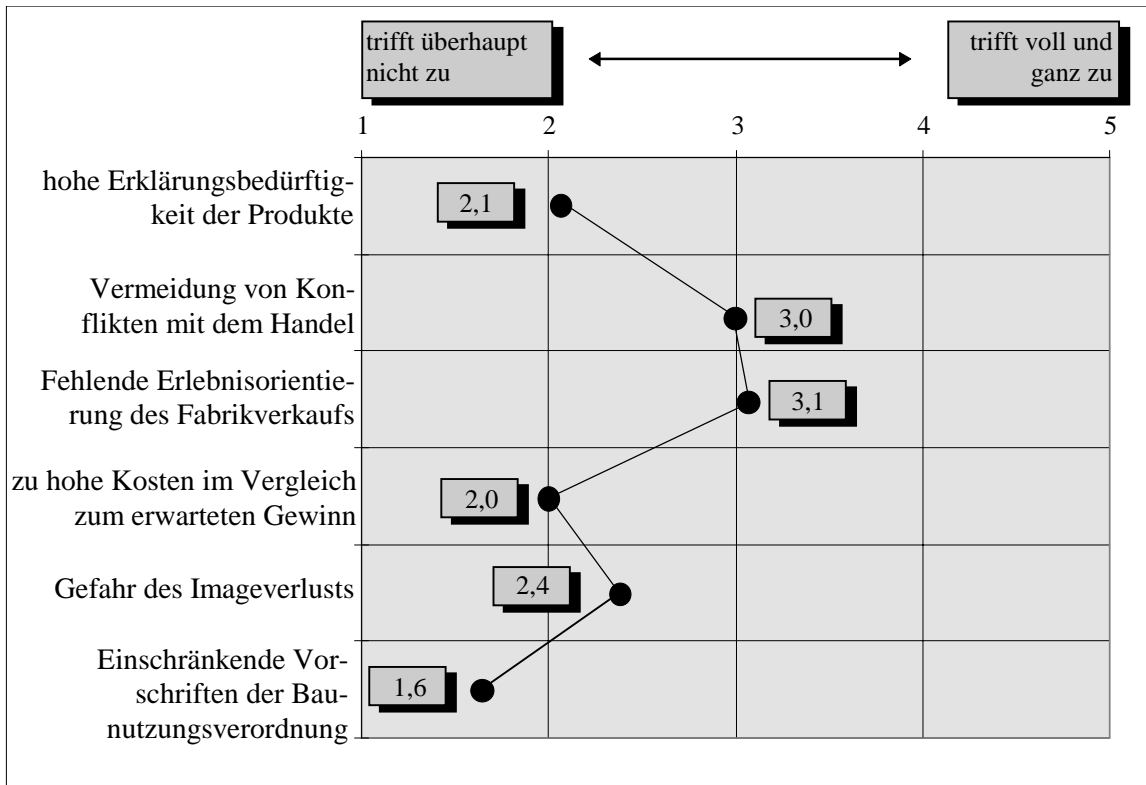 trifft überhaupt
nicht zu
trifft voll und
ganz zu
1 2 3 4 5
hohe Erklärungsbedürftig-
keit der Produkte
2,1
Vermeidung von Kon-
flikten mit dem Handel
3,0
Fehlende Erlebnisorientie-
rung des Fabrikverkaufs
3,1
zu hohe Kosten im Vergleich
zum erwarteten Gewinn
2,0
Gefahr des Imageverlusts
2,4
Einschränkende Vor-
schriften der Bau-
nutzungsverordnung
1,6